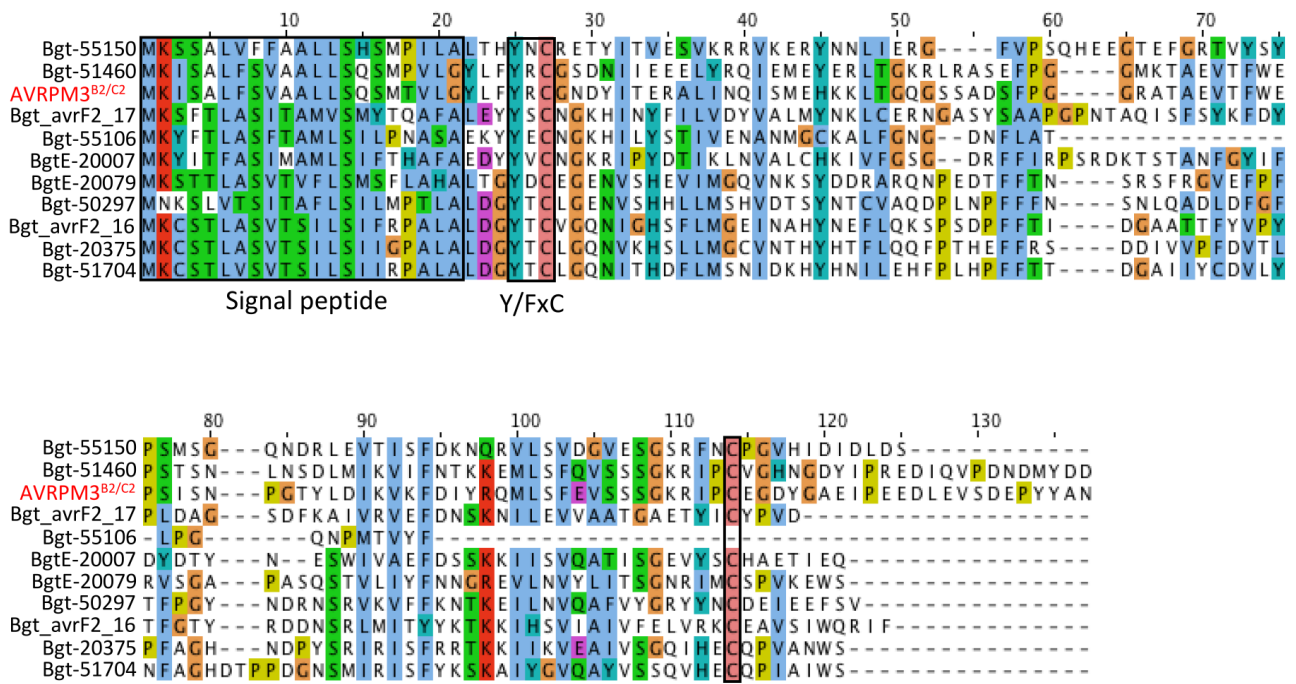 10 20 30 40 50 60 70
Bgt-55150 MKSSALVFFAALLSHSMPILALTHYNCRETYITVESVKRRVKERYNNLIERG----FVPSQHEEGTEFGRTVYSY
Bgt-51460 MKISALFSVAALLSQSMPVLGYLFYRCGSDNIIEEELYRQIEMEYERLTGKRLRASEFPG----GMKTAEVTFWE
AVRPM3B2/C2 MKISALFSVAALLSQSMTVLGYLFYRCGNDYITERALINQISMEHKKLTGQGSSADSFPG----GRATAEVTFWE
Bgt_avrF2_17 MKSFTLASITAMVSMYTQAFALEYYSCNGKHINYFILVDYVALMYNKLCERNGASYSAAPGPNTAQISFSYKFDY
Bgt-55106 MKYFTLASFTAMLSILPNASAEKYYSCNGKHILYSTIVENANMGCKALFGNG--DNFLAT---------------
BgtE-20007 MKYITFASIMAMLSIFTHAFAEDYYVCNGKRIPYDTIKLNVALCHKIVFGSG--DRFFIRPSRDKTSTANFGYIF
BgtE-20079 MKSTTLASVTVFLSMSFLAHALTGYDCEGENVSHEVIMGQVNKSYDDRARQNPEDTFFTN----SRSFRGVEFPF
Bgt-50297 MNKSLVTSITAFLSILMPTLALDGYTCLGENVSHHLLMSHVDTSYNTCVAQDPLNPFFFN----SNLQADLDFGF
Bgt_avrF2_16 MKCSTLASVTSILSIFRPALALDGYTCVGQNIGHSFLMGEINAHYNEFLQKSPSDPFFTI----DGAATTFYVPY
Bgt-20375 MKCSTLASVTSILSIIGPALALDGYTCLGQNVKHSLLMGCVNTHYHTFLQQFPTHEFFRS----DDIVVPFDVTL
Bgt-51704 MKCSTLVSVTSILSIIRPALALDGYTCLGQNITHDFLMSNIDKHYHNILEHFPLHPFFTT----DGAIIYCDVLY
Signal peptide Y/FxC
80 90 100 110 120 130
Bgt-55150 PSMSG---QNDRLEVTISFDKNQRVLSVDGVESGSRFNCPGVHIDIDLDS------------
Bgt-51460 PSTSN---LNSDLMIKVIFNTKKEMLSFQVSSSGKRIPCVGHNGDYIPREDIQVPDNDMYDD
AVRPM3B2/C2 PSISN---PGTYLDIKVKFDIYRQMLSFEVSSSGKRIPCEGDYGAEIPEEDLEVSDEPYYAN
Bgt_avrF2_17 PLDAG---SDFKAIVRVEFDNSKNILEVVAATGAETYICYPVD-------------------
Bgt-55106 -LPG----QNPMTVYF----------------------------------------------
BgtE-20007 DYDTY---N--ESWIVAEFDSSKKIISVQATISGEVYSCHAETIEQ----------------
BgtE-20079 RVSGA---PASQSTVLIYFNNGREVLNVYLITSGNRIMCSPVKEWS----------------
Bgt-50297 TFPGY---NDRNSRVKVFFKNTKEILNVQAFVYGRYYNCDEIEEFSV---------------
Bgt_avrF2_16 TFGTY---RDDNSRLMITYYKTKKIHSVIAIVFELVRKCEAVSIWQRIF-------------
Bgt-20375 PFAGH---NDPYSRIRISFRRTKKIIKVEAIVSGQIHECQPVANWS----------------
Bgt-51704 NFAGHDTPPDGNSMIRISFYKSKAIYGVQAYVSSQVHECQPIAIWS----------------